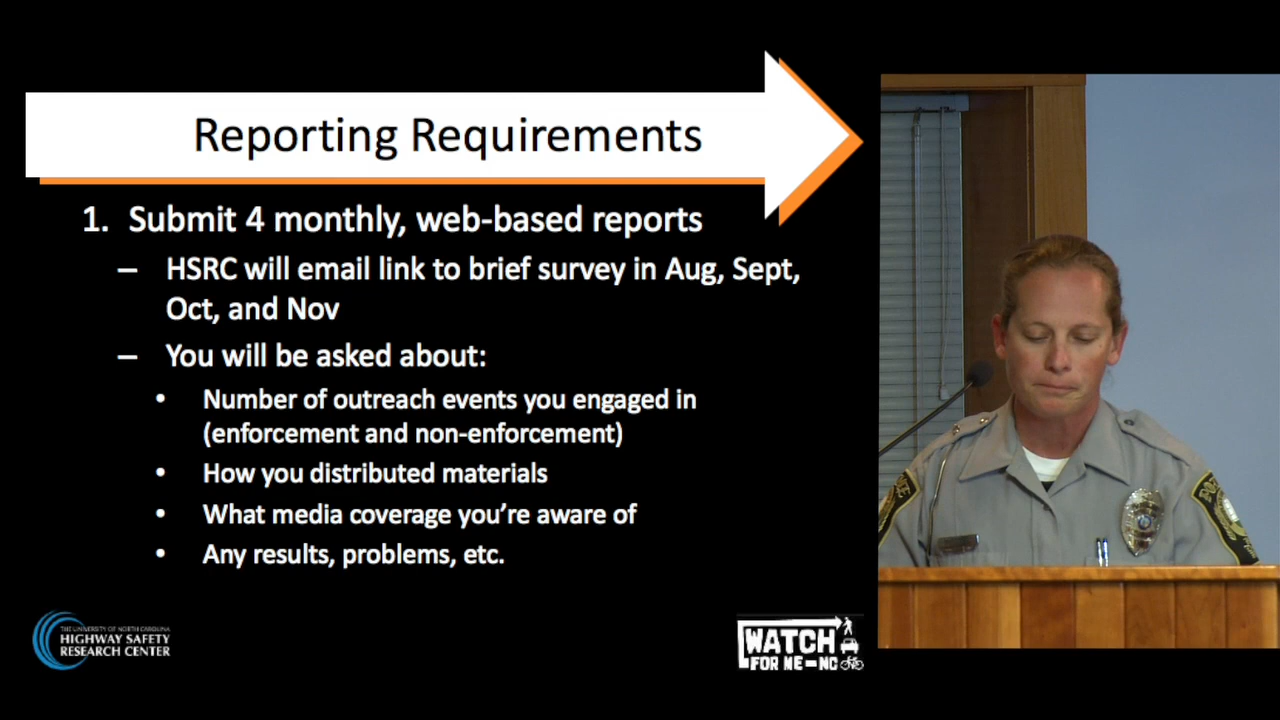 Reporting Requirements
1. Submit 4 monthly, web-based reports
– HSRC will email link to brief survey in Aug, Sept,
Oct, and Nov
– You will be asked about:
• Number of outreach events you engaged in
(enforcement and non-enforcement)
• How you distributed materials
• What media coverage you’re aware of
• Any results, problems, etc.
THE UNIVERSITY OF NORTH CAROLINA
HIGHWAY SAFETY
RESEARCH CENTER
WATCH
FOR ME–NC